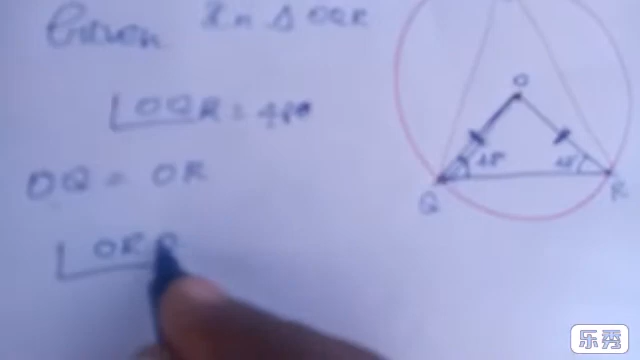 Given In Δ OQR
∠OQR = 48°
OQ = OR
∠ORQ
O
48°
48°
Q
R
乐秀